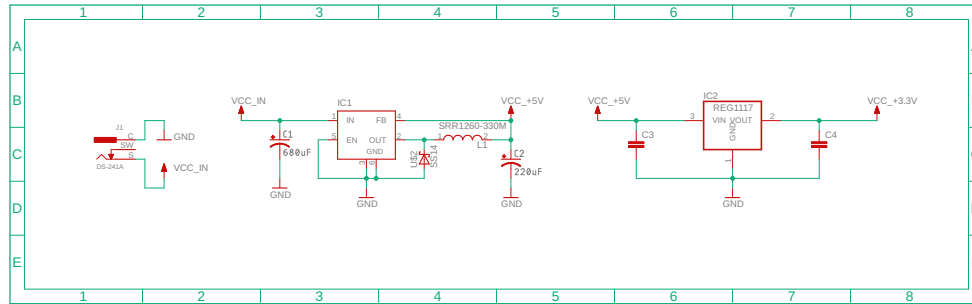 1 2 3 4 5 6 7 8
A
B
C
D
E
J1
C
SW
S
DS-241A
GND
VCC_IN
VCC_IN
C1
680uF
GND
IC1
1 IN FB 4
5 EN OUT 2
GND
3 6
GND
U$2
SS14
SRR1260-330M
1 2
L1
VCC_+5V
C2
220uF
GND
VCC_+5V
C3
IC2
REG1117
3 VIN VOUT 2
GND
1
GND
C4
VCC_+3.3V
1 2 3 4 5 6 7 8